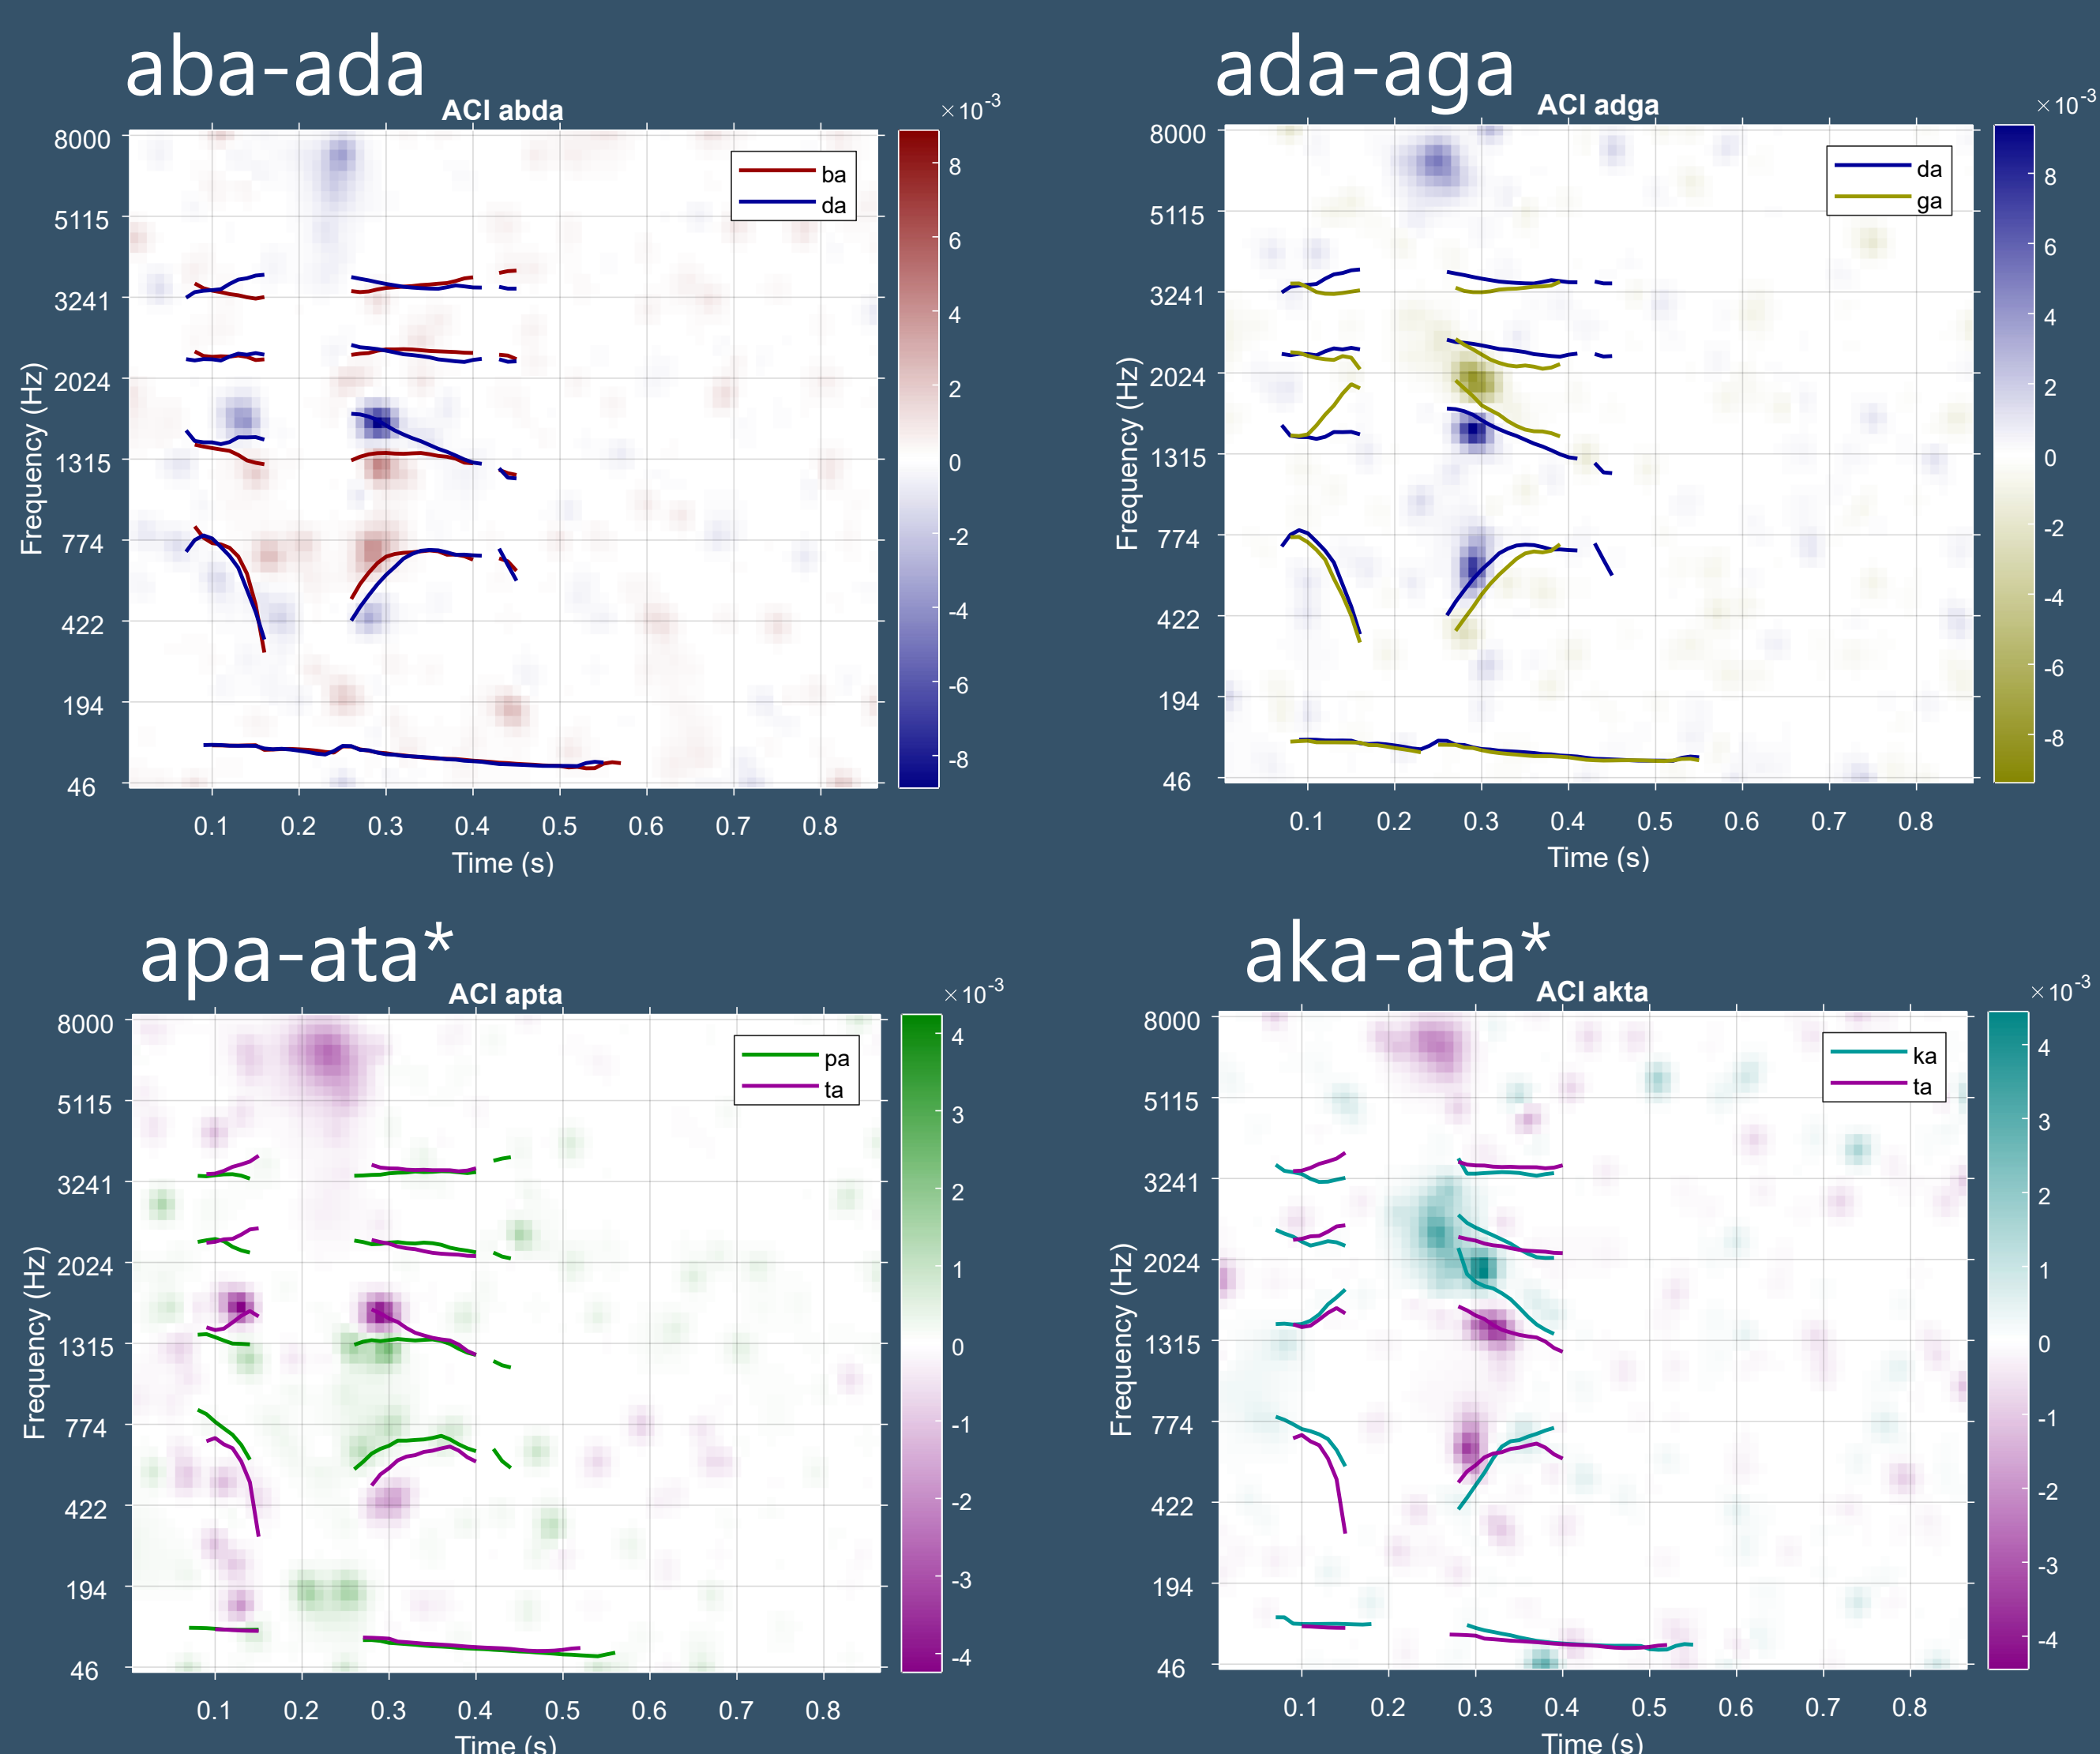 aba-ada
ACI abda
×10-3
8000
5115
3241
2024
1315
774
422
194
46
Frequency (Hz)
ba
da
8
6
4
2
0
-2
-4
-6
-8
0.1 0.2 0.3 0.4 0.5 0.6 0.7 0.8
Time (s)
ada-aga
ACI adga
×10-3
8000
5115
3241
2024
1315
774
422
194
46
Frequency (Hz)
da
ga
8
6
4
2
0
-2
-4
-6
-8
0.1 0.2 0.3 0.4 0.5 0.6 0.7 0.8
Time (s)
apa-ata*
ACI apta
×10-3
8000
5115
3241
2024
1315
774
422
194
46
Frequency (Hz)
pa
ta
4
3
2
1
0
-1
-2
-3
-4
0.1 0.2 0.3 0.4 0.5 0.6 0.7 0.8
Time (s)
aka-ata*
ACI akta
×10-3
8000
5115
3241
2024
1315
774
422
194
46
Frequency (Hz)
ka
ta
4
3
2
1
0
-1
-2
-3
-4
0.1 0.2 0.3 0.4 0.5 0.6 0.7 0.8
Time (s)